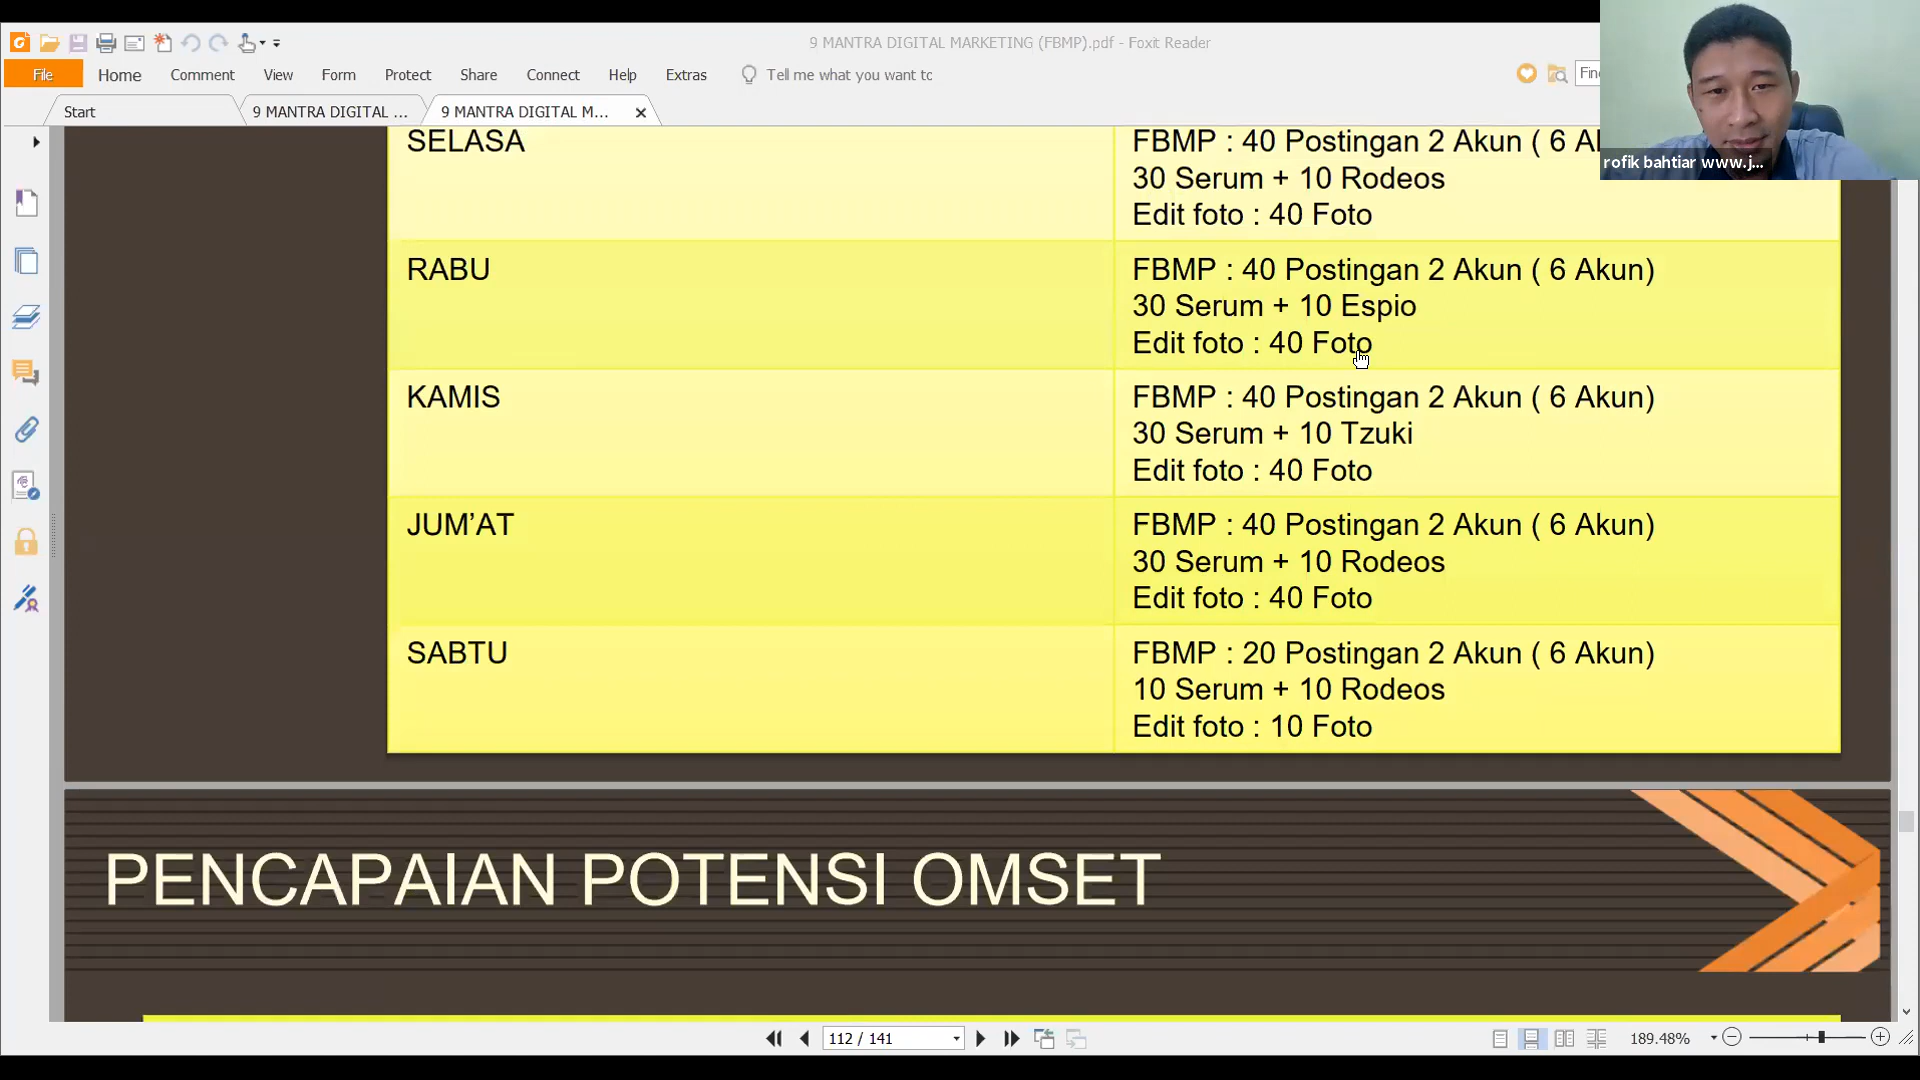 9 MANTRA DIGITAL MARKETING (FBMP).pdf - Foxit Reader
File Home Comment View Form Protect Share Connect Help Extras Tell me what you want to
Start 9 MANTRA DIGITAL ... 9 MANTRA DIGITAL M...
rofik bahtiar www.j...
SELASA
FBMP : 40 Postingan 2 Akun ( 6
30 Serum + 10 Rodeos
Edit foto : 40 Foto
RABU
FBMP : 40 Postingan 2 Akun ( 6 Akun)
30 Serum + 10 Espio
Edit foto : 40 Foto
KAMIS
FBMP : 40 Postingan 2 Akun ( 6 Akun)
30 Serum + 10 Tzuki
Edit foto : 40 Foto
JUM’AT
FBMP : 40 Postingan 2 Akun ( 6 Akun)
30 Serum + 10 Rodeos
Edit foto : 40 Foto
SABTU
FBMP : 20 Postingan 2 Akun ( 6 Akun)
10 Serum + 10 Rodeos
Edit foto : 10 Foto
PENCAPAIAN POTENSI OMSET
112 / 141
189.48%